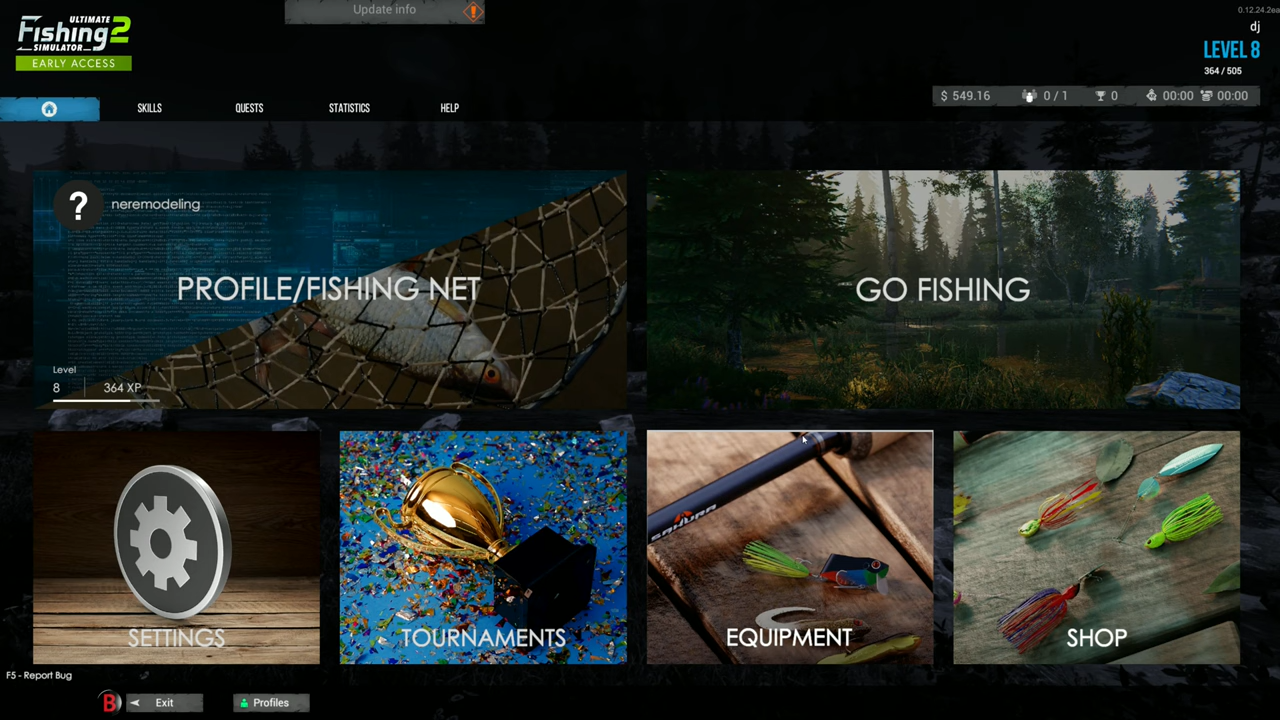 Update info
0.12.24.2ea
ULTIMATE
Fishing 2
SIMULATOR
EARLY ACCESS
dj
LEVEL 8
364 / 505
SKILLS
QUESTS
STATISTICS
HELP
$ 549.16
0 / 1
0
00:00
00:00
? neremodeling
PROFILE/FISHING NET
Level
8
364 XP
GO FISHING
SETTINGS
TOURNAMENTS
SAKURA
EQUIPMENT
SHOP
F5 - Report Bug
B Exit
Profiles